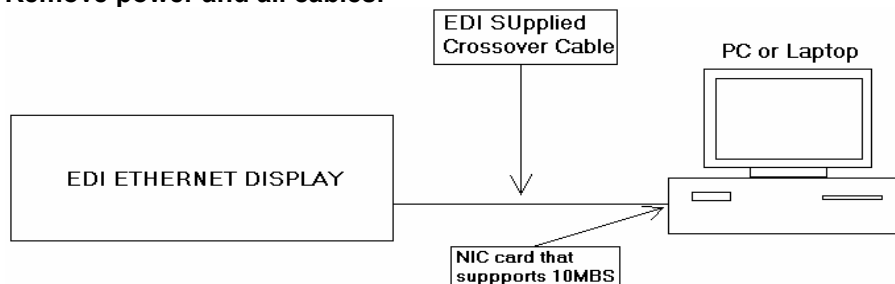 Remove power and all cables.
EDI SUpplied
Crossover Cable
PC or Laptop
EDI ETHERNET DISPLAY
NIC card that
suppports 10MBS